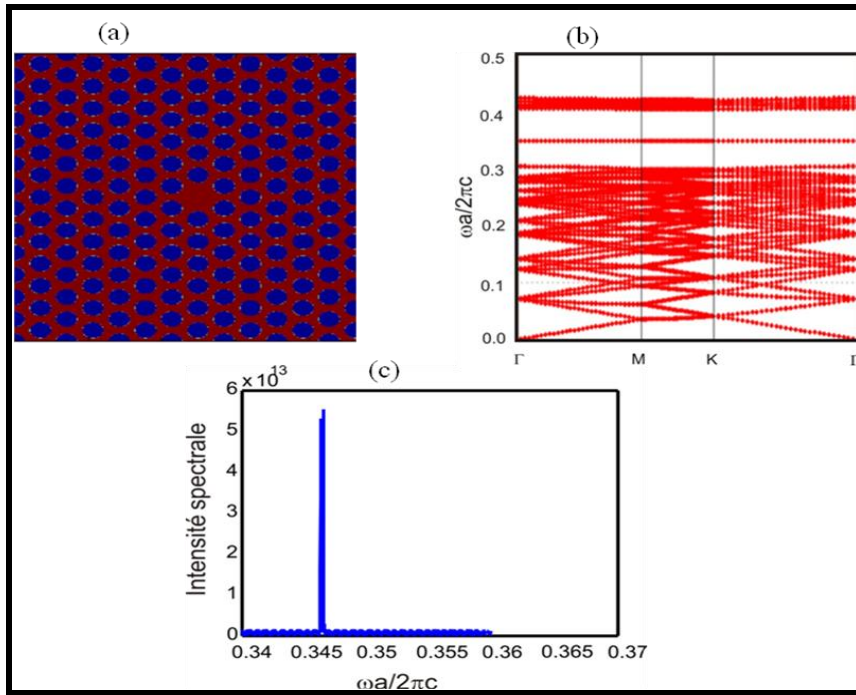 (a)
(b)
0.5
0.4
0.3
0.2
0.1
0.0
ωa/2πc
Γ M K Γ
(c)
6 ×10 13
5
4
3
2
1
0
Intensité spectrale
0.34 0.345 0.35 0.355 0.36 0.365 0.37
ωa/2πc